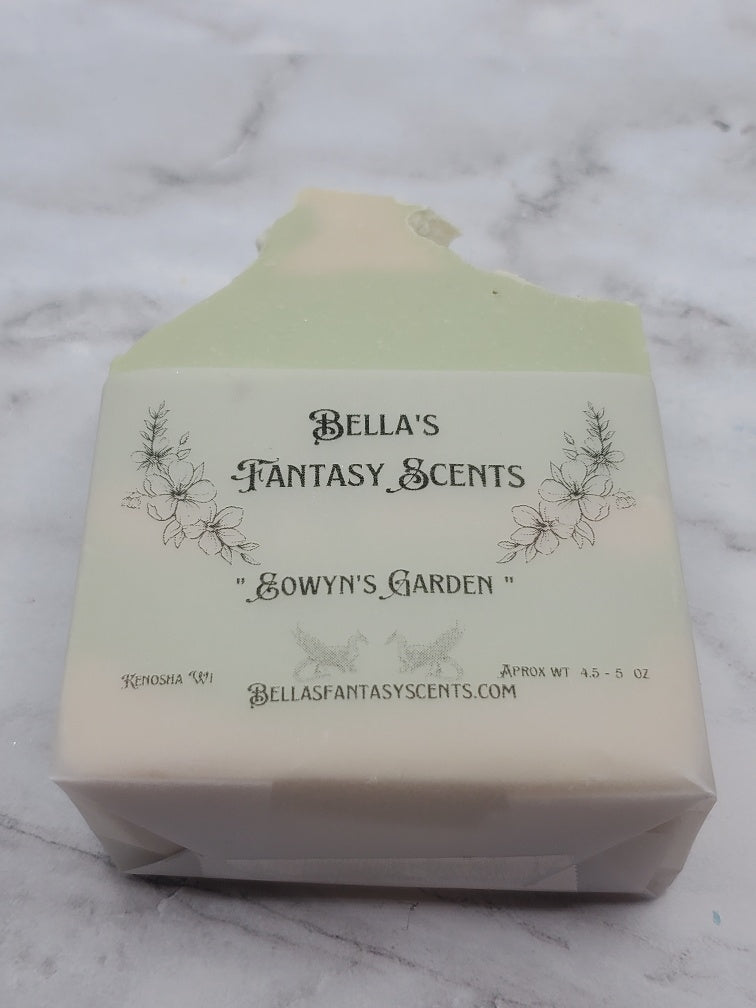 Bella's
Fantasy Scents
" Eowyn's Garden "
Kenosha WI
Aprox wt 4.5 - 5 oz
Bellasfantasyscents.com